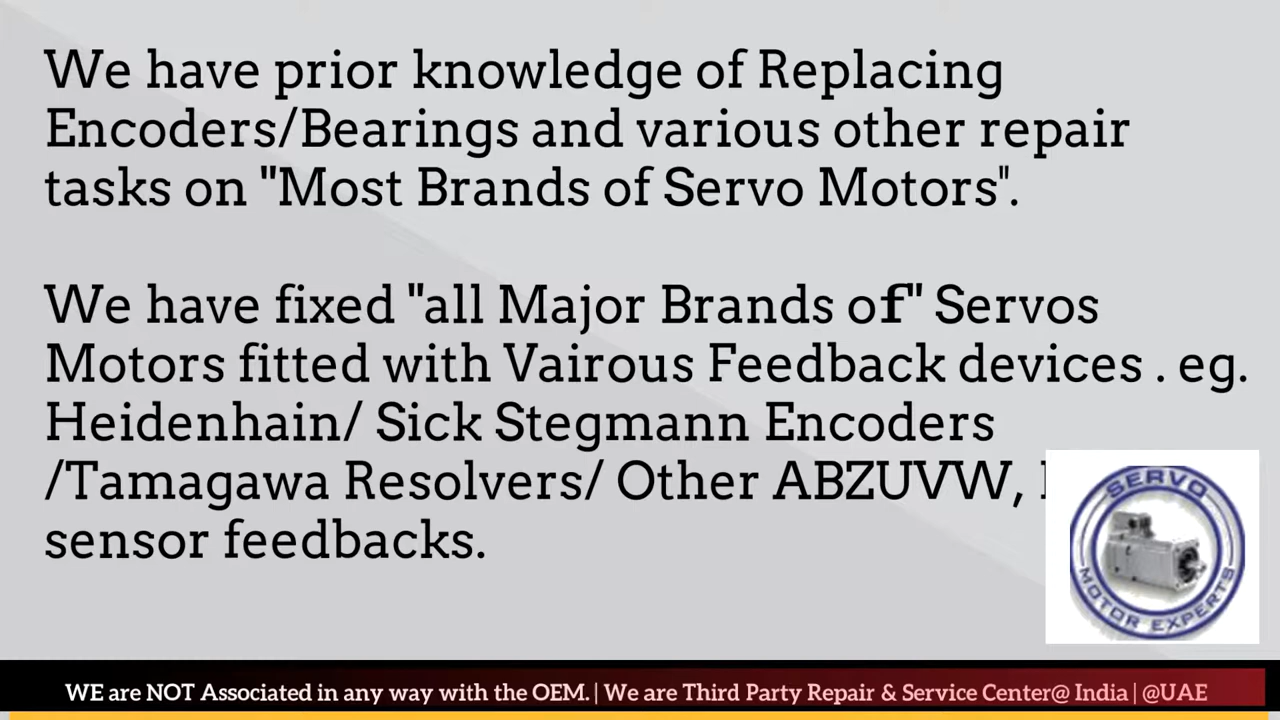 We have prior knowledge of Replacing
Encoders/Bearings and various other repair
tasks on "Most Brands of Servo Motors".
We have fixed "all Major Brands of" Servos
Motors fitted with Vairous Feedback devices . eg.
Heidenhain/ Sick Stegmann Encoders
/Tamagawa Resolvers/ Other ABZUVW,
sensor feedbacks.
SERVO
MOTOR EXPERTS
WE are NOT Associated in any way with the OEM. | We are Third Party Repair & Service Center@ India | @UAE